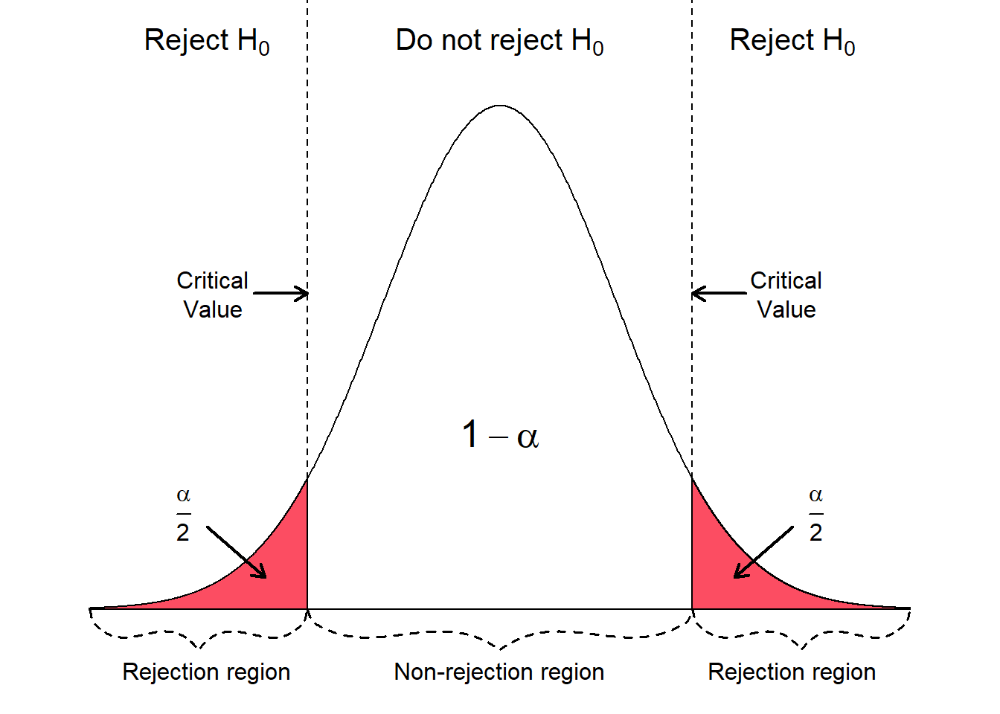 Reject H₀ Do not reject H₀ Reject H₀
Critical
Value
Critical
Value
1 − α
α
2
α
2
Rejection region Non-rejection region Rejection region